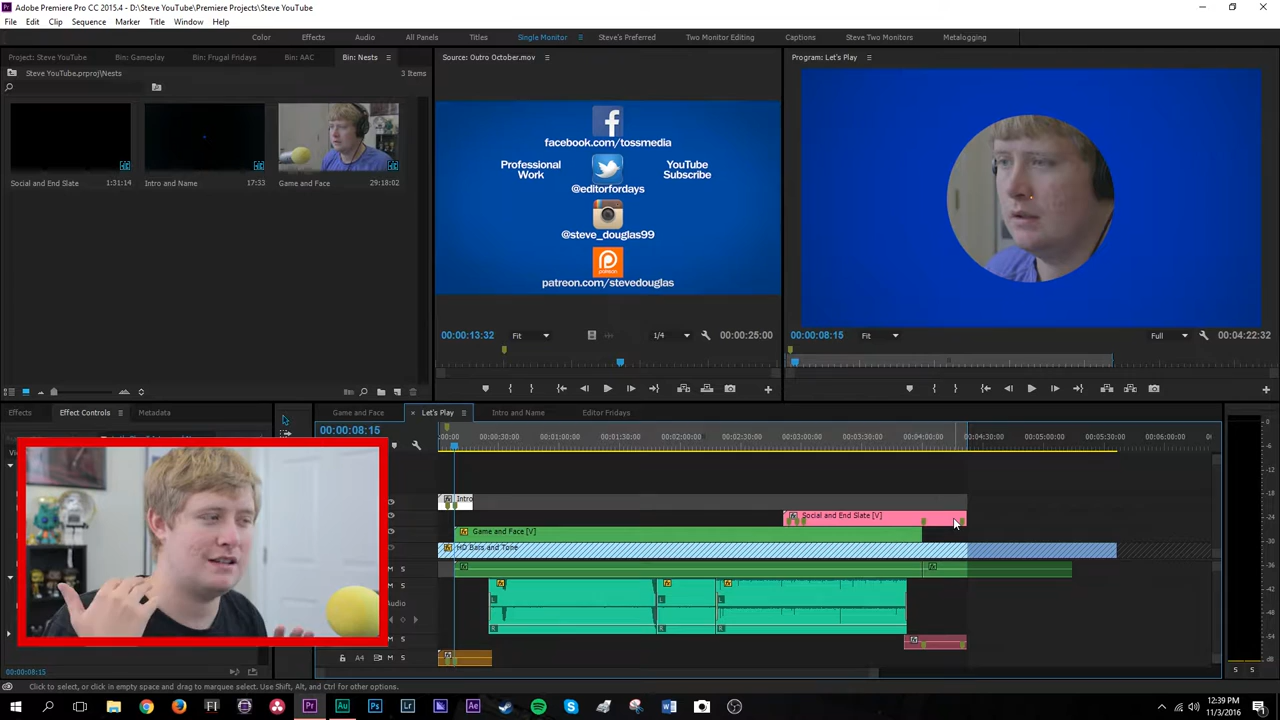 Adobe Premiere Pro CC 2015.4 - D:\Steve YouTube\Premiere Projects\Steve YouTube
File Edit Clip Sequence Marker Title Window Help
Color Effects Audio All Panels Titles Single Monitor Steve's Preferred Two Monitor Editing Captions Steve Two Monitors Metalogging
Project: Steve YouTube Bin: Gameplay Bin: Frugal Fridays Bin: AAC Bin: Nests
Steve YouTube.prproj\Nests 3 Items
Social and End Slate 1:31:14 Intro and Name 17:33 Game and Face 29:18:02
Source: Outro October.mov
facebook.com/tossmedia
Professional Work
YouTube Subscribe
@editorfordays
@steve_douglas99
patreon
patreon.com/stevedouglas
00:00:13:32 Fit 1/4 00:00:25:00
Program: Let's Play
00:00:08:15 Fit Full 00:04:22:32
Effects Effect Controls Metadata
Game and Face Let's Play Intro and Name Editor Fridays
00:00:08:15
:00:00 00:00:30:00 00:01:00:00 00:01:30:00 00:02:00:00 00:02:30:00 00:03:00:00 00:03:30:00 00:04:00:00 00:04:30:00 00:05:00:00 00:05:30:00 00:06:00:00
Intro
Social and End Slate [V]
Game and Face [V]
HD Bars and Tone
M S
M S
L
L
L
Audio
R
R
R
M S
A4 M S
00:00:08:15
S S
Click to select, or click in empty space and drag to marquee select. Use Shift, Alt, and Ctrl for other options.
12:39 PM
11/3/2016